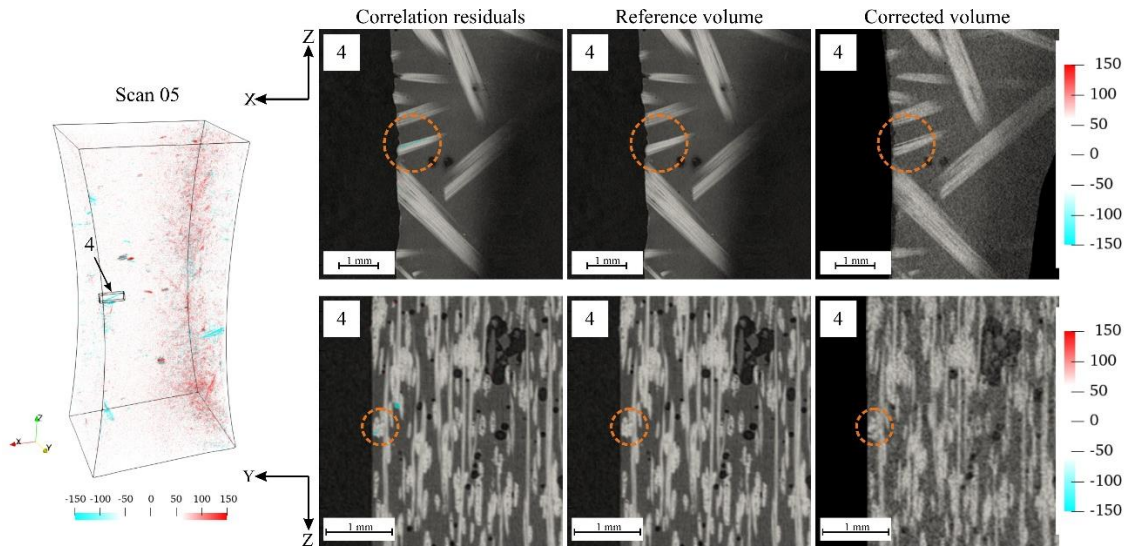 Correlation residuals Reference volume Corrected volume
Z
4 4 4
X
Scan 05
150
100
50
0
-50
-100
-150
4
1 mm 1 mm 1 mm
4 4 4
150
100
50
0
-50
-100
-150
Z
X Y
Y
-150 -100 -50 0 50 100 150
1 mm 1 mm 1 mm
Z